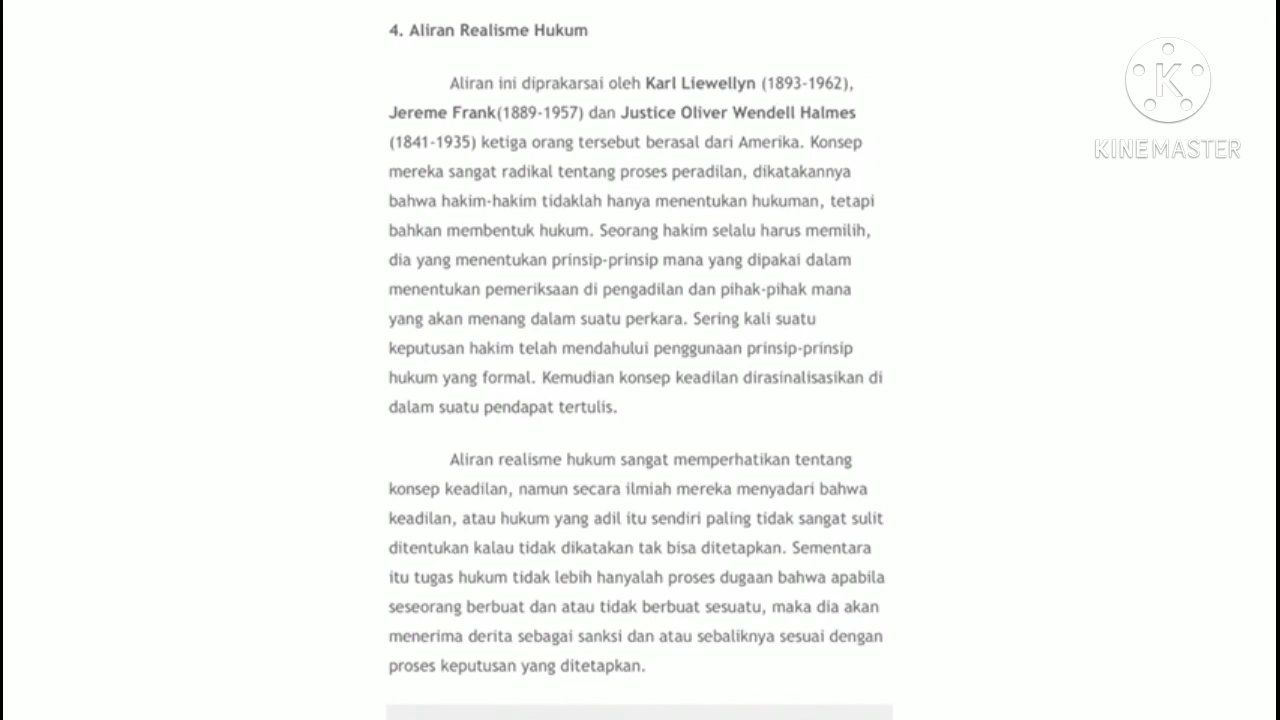 4. Aliran Realisme Hukum
Aliran ini diprakarsai oleh Karl Liewellyn (1893-1962),
Jereme Frank(1889-1957) dan Justice Oliver Wendell Halmes
(1841-1935) ketiga orang tersebut berasal dari Amerika. Konsep
mereka sangat radikal tentang proses peradilan, dikatakannya
bahwa hakim-hakim tidaklah hanya menentukan hukuman, tetapi
bahkan membentuk hukum. Seorang hakim selalu harus memilih,
dia yang menentukan prinsip-prinsip mana yang dipakai dalam
menentukan pemeriksaan di pengadilan dan pihak-pihak mana
yang akan menang dalam suatu perkara. Sering kali suatu
keputusan hakim telah mendahului penggunaan prinsip-prinsip
hukum yang formal. Kemudian konsep keadilan dirasinalisasikan di
dalam suatu pendapat tertulis.
Aliran realisme hukum sangat memperhatikan tentang
konsep keadilan, namun secara ilmiah mereka menyadari bahwa
keadilan, atau hukum yang adil itu sendiri paling tidak sangat sulit
ditentukan kalau tidak dikatakan tak bisa ditetapkan. Sementara
itu tugas hukum tidak lebih hanyalah proses dugaan bahwa apabila
seseorang berbuat dan atau tidak berbuat sesuatu, maka dia akan
menerima derita sebagai sanksi dan atau sebaliknya sesuai dengan
proses keputusan yang ditetapkan.
K
KINEMASTER